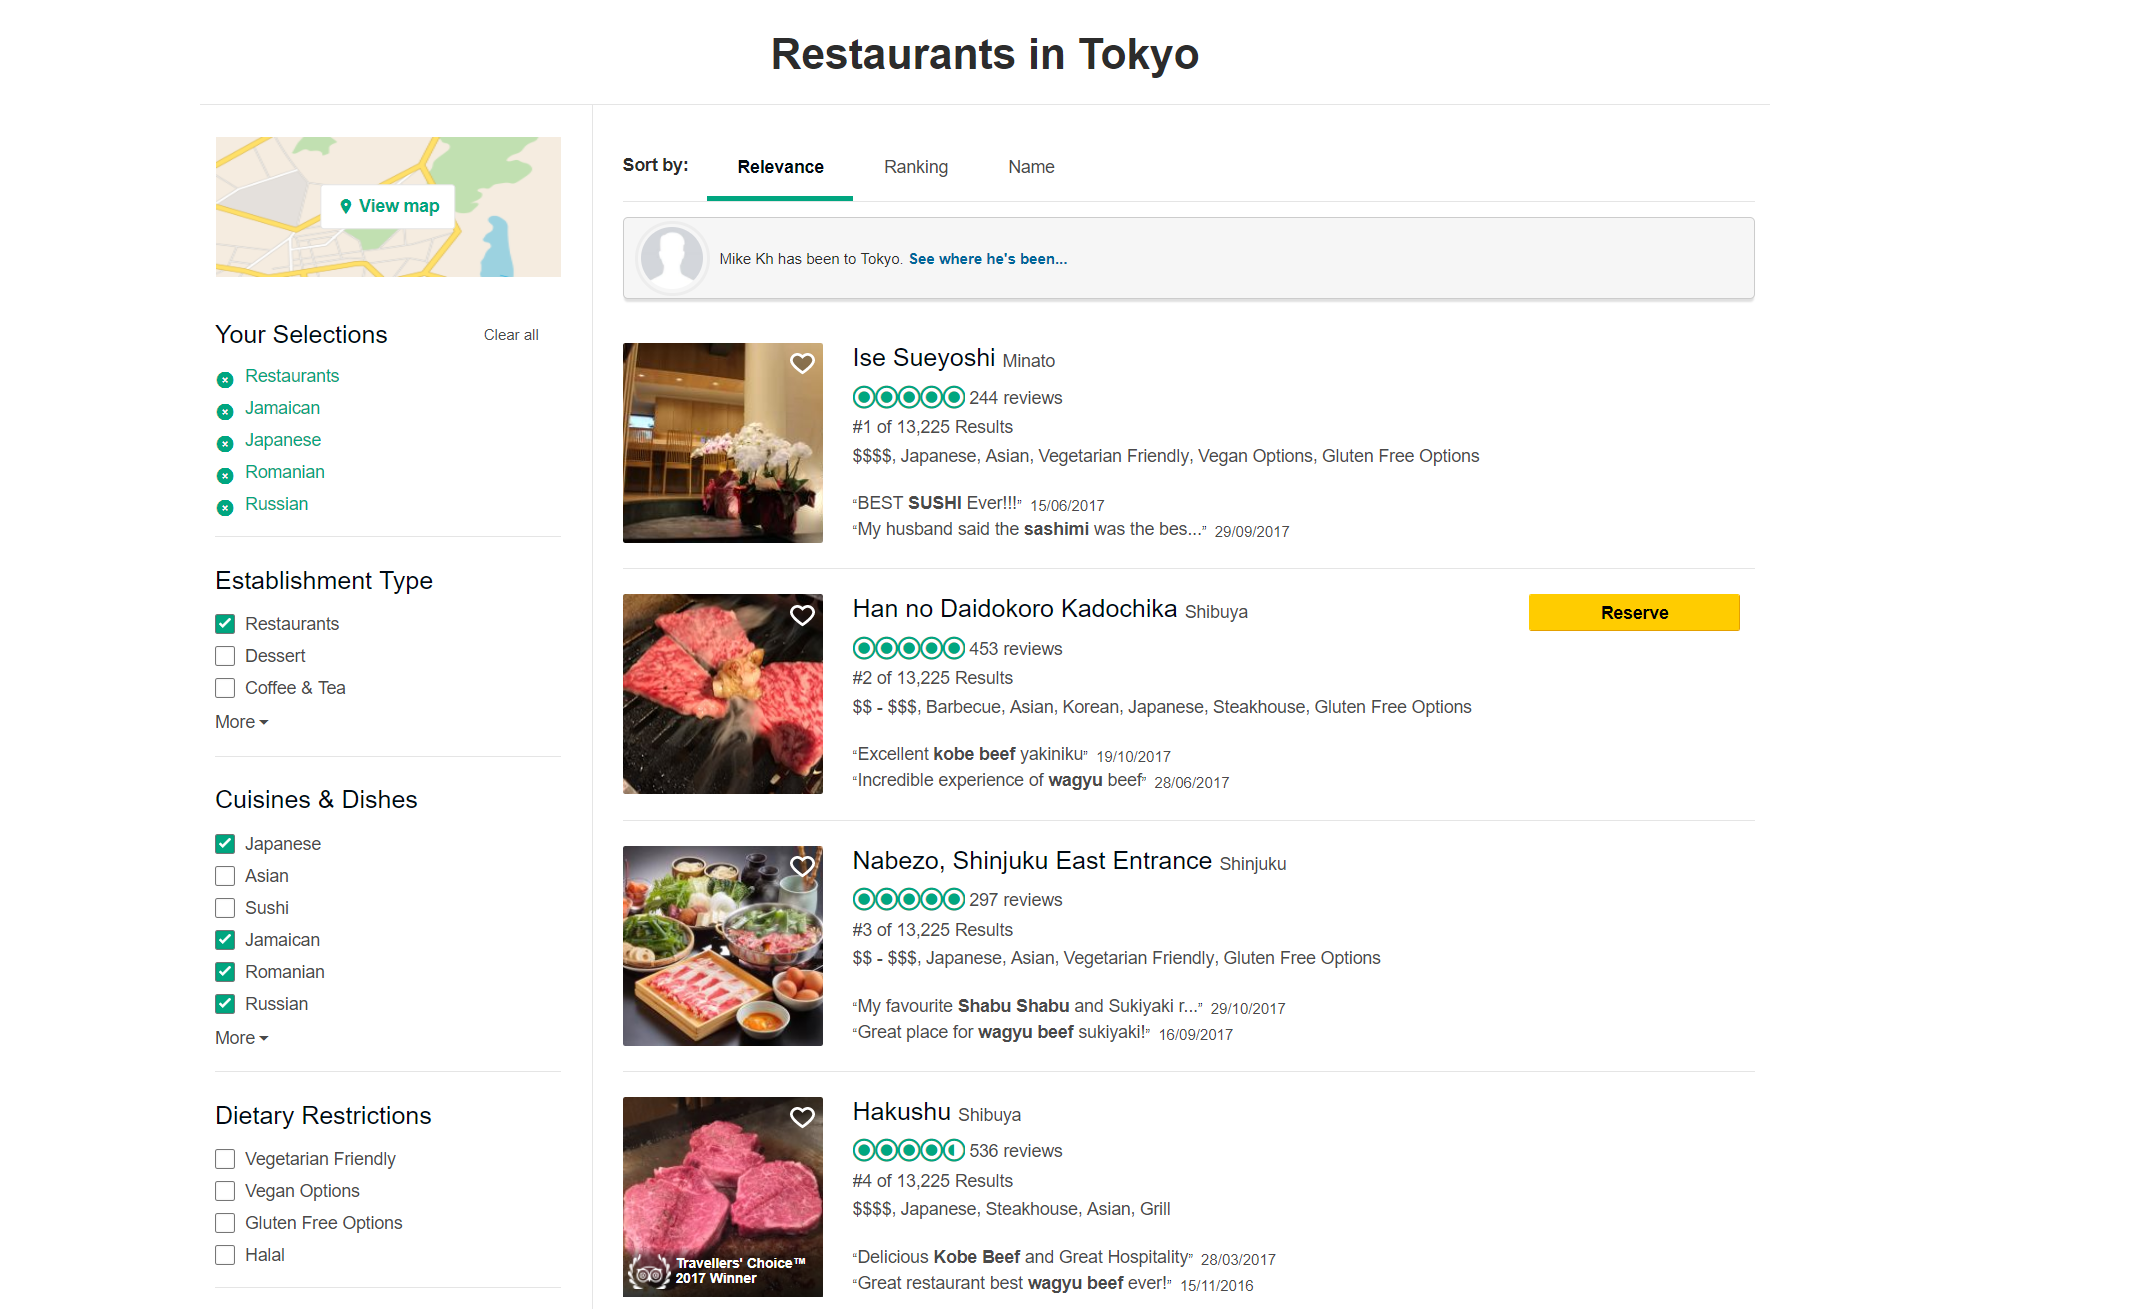 Restaurants in Tokyo
View map
Your Selections Clear all
Restaurants
Jamaican
Japanese
Romanian
Russian
Establishment Type
Restaurants
Dessert
Coffee & Tea
More
Cuisines & Dishes
Japanese
Asian
Sushi
Jamaican
Romanian
Russian
More
Dietary Restrictions
Vegetarian Friendly
Vegan Options
Gluten Free Options
Halal
Sort by: Relevance Ranking Name
Mike Kh has been to Tokyo. See where he's been...
Ise Sueyoshi Minato
244 reviews
#1 of 13,225 Results
$$$$, Japanese, Asian, Vegetarian Friendly, Vegan Options, Gluten Free Options
“BEST SUSHI Ever!!!” 15/06/2017
“My husband said the sashimi was the bes...” 29/09/2017
Han no Daidokoro Kadochika Shibuya
Reserve
453 reviews
#2 of 13,225 Results
$$ - $$$, Barbecue, Asian, Korean, Japanese, Steakhouse, Gluten Free Options
“Excellent kobe beef yakiniku” 19/10/2017
“Incredible experience of wagyu beef” 28/06/2017
Nabezo, Shinjuku East Entrance Shinjuku
297 reviews
#3 of 13,225 Results
$$ - $$$, Japanese, Asian, Vegetarian Friendly, Gluten Free Options
“My favourite Shabu Shabu and Sukiyaki r...” 29/10/2017
“Great place for wagyu beef sukiyaki!” 16/09/2017
Travellers' Choice™
2017 Winner
Hakushu Shibuya
536 reviews
#4 of 13,225 Results
$$$$, Japanese, Steakhouse, Asian, Grill
“Delicious Kobe Beef and Great Hospitality” 28/03/2017
“Great restaurant best wagyu beef ever!” 15/11/2016